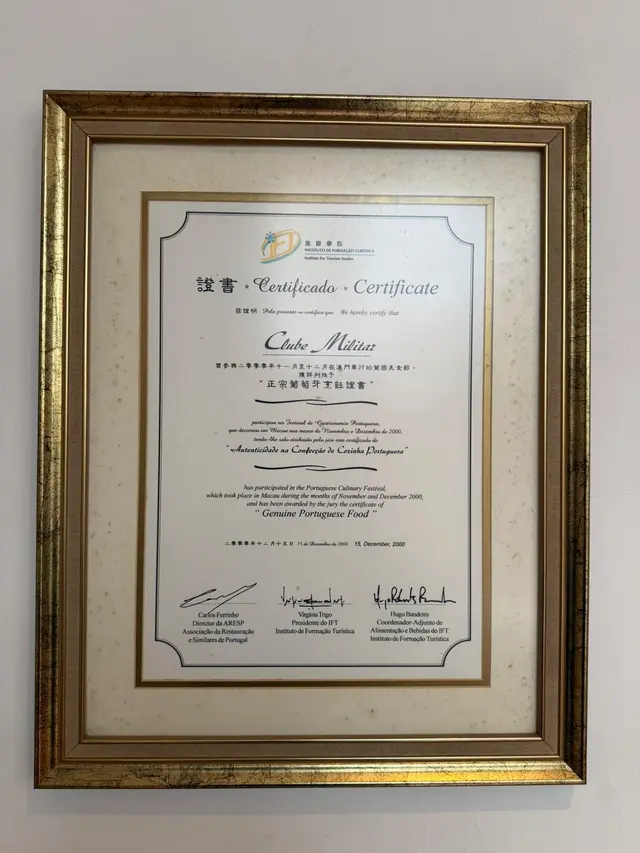 IFT
旅遊學院
INSTITUTO DE FORMAÇÃO TURÍSTICA
Institute For Tourism Studies
證書 • Certificado • Certificate
茲證明 Pelo presente se certifica que We hereby certify that
Clube Militar
曾參與二零零零年十一月至十二月在澳門舉行的葡國美食節，
獲評判授予
“正宗葡萄牙烹飪證書”
participou no Festival de Gastronomia Portuguesa,
que decorreu em Macau nos meses de Novembro e Dezembro de 2000,
tendo-lhe sido atribuído pelo júri este certificado de
“Autenticidade na Confecção de Cozinha Portuguesa”
has participated in the Portuguese Culinary Festival,
which took place in Macau during the months of November and December 2000,
and has been awarded by the jury the certificate of
“ Genuine Portuguese Food ”
二零零零年十二月十五日 15 de Dezembro de 2000 15, December, 2000
Carlos Ferrinho Virgínia Trigo Hugo Bandeira
Director da ARESP Presidente do IFT Coordenador-Adjunto de
Associação da Restauração Instituto de Formação Turística Alimentação e Bebidas do IFT
e Similares de Portugal Instituto de Formação Turística